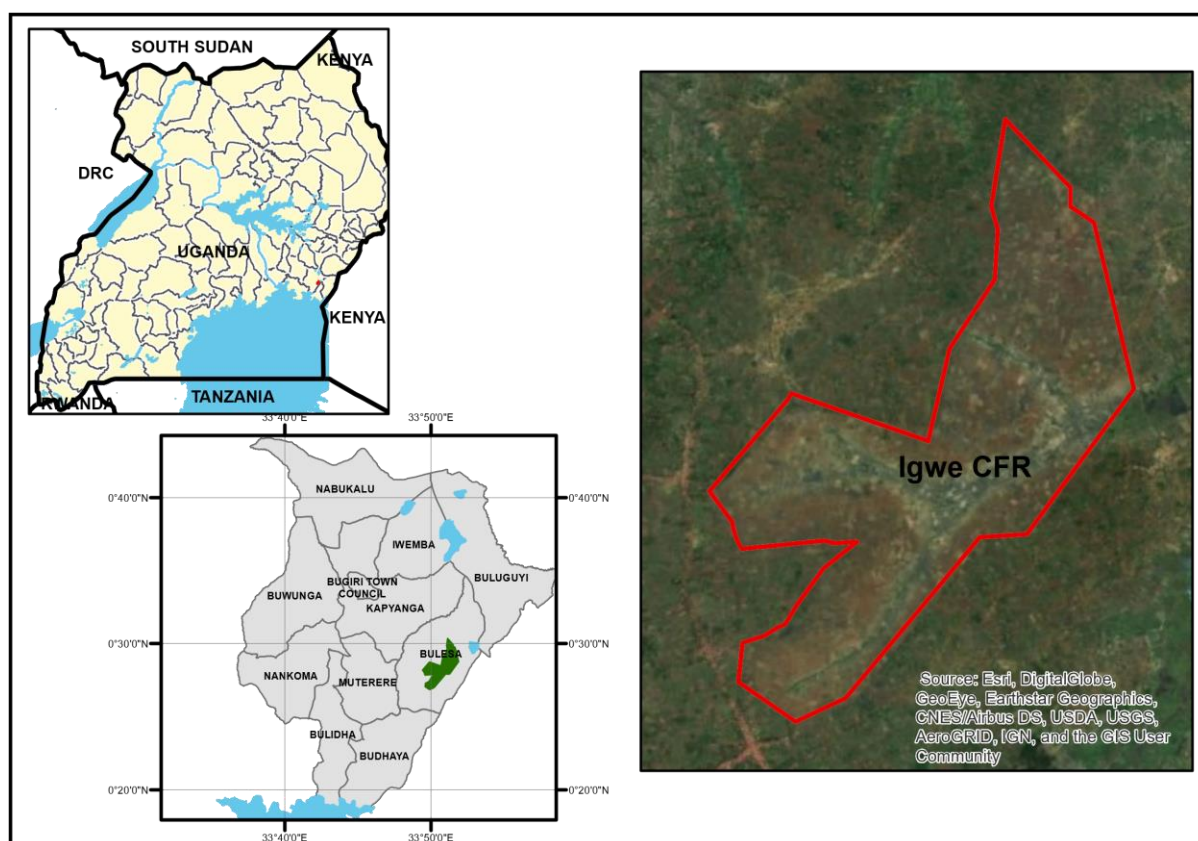 SOUTH SUDAN
KENYA
DRC
UGANDA
KENYA
TANZANIA
RWANDA
33°40'0"E
33°50'0"E
0°40'0"N
0°40'0"N
NABUKALU
IWEMBA
BULUGUYI
BUGIRI TOWN
COUNCIL
BUWUNGA
KAPYANGA
0°30'0"N
0°30'0"N
BULESA
NANKOMA
MUTERERE
BULIDHA
BUDHAYA
0°20'0"N
0°20'0"N
33°40'0"E
33°50'0"E
Igwe CFR
Source: Esri, DigitalGlobe,
GeoEye, Earthstar Geographics,
CNES/Airbus DS, USDA, USGS,
AeroGRID, IGN, and the GIS User
Community